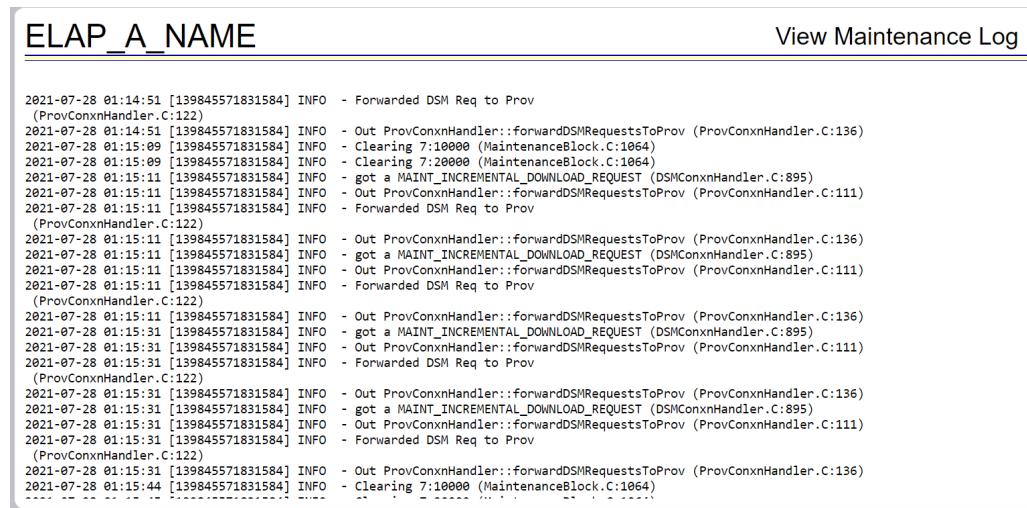 ELAP_A_NAME
View Maintenance Log
2021-07-28 01:14:51 [139845571831584] INFO  - Forwarded DSM Req to Prov
 (ProvConxnHandler.C:122)
2021-07-28 01:14:51 [139845571831584] INFO  - Out ProvConxnHandler::forwardDSMRequestsToProv (ProvConxnHandler.C:136)
2021-07-28 01:15:09 [139845571831584] INFO  - Clearing 7:10000 (MaintenanceBlock.C:1064)
2021-07-28 01:15:09 [139845571831584] INFO  - Clearing 7:20000 (MaintenanceBlock.C:1064)
2021-07-28 01:15:11 [139845571831584] INFO  - got a MAINT_INCREMENTAL_DOWNLOAD_REQUEST (DSMConxnHandler.C:895)
2021-07-28 01:15:11 [139845571831584] INFO  - Out ProvConxnHandler::forwardDSMRequestsToProv (ProvConxnHandler.C:111)
2021-07-28 01:15:11 [139845571831584] INFO  - Forwarded DSM Req to Prov
 (ProvConxnHandler.C:122)
2021-07-28 01:15:11 [139845571831584] INFO  - Out ProvConxnHandler::forwardDSMRequestsToProv (ProvConxnHandler.C:136)
2021-07-28 01:15:11 [139845571831584] INFO  - got a MAINT_INCREMENTAL_DOWNLOAD_REQUEST (DSMConxnHandler.C:895)
2021-07-28 01:15:11 [139845571831584] INFO  - Out ProvConxnHandler::forwardDSMRequestsToProv (ProvConxnHandler.C:111)
2021-07-28 01:15:11 [139845571831584] INFO  - Forwarded DSM Req to Prov
 (ProvConxnHandler.C:122)
2021-07-28 01:15:11 [139845571831584] INFO  - Out ProvConxnHandler::forwardDSMRequestsToProv (ProvConxnHandler.C:136)
2021-07-28 01:15:31 [139845571831584] INFO  - got a MAINT_INCREMENTAL_DOWNLOAD_REQUEST (DSMConxnHandler.C:895)
2021-07-28 01:15:31 [139845571831584] INFO  - Out ProvConxnHandler::forwardDSMRequestsToProv (ProvConxnHandler.C:111)
2021-07-28 01:15:31 [139845571831584] INFO  - Forwarded DSM Req to Prov
 (ProvConxnHandler.C:122)
2021-07-28 01:15:31 [139845571831584] INFO  - Out ProvConxnHandler::forwardDSMRequestsToProv (ProvConxnHandler.C:136)
2021-07-28 01:15:31 [139845571831584] INFO  - got a MAINT_INCREMENTAL_DOWNLOAD_REQUEST (DSMConxnHandler.C:895)
2021-07-28 01:15:31 [139845571831584] INFO  - Out ProvConxnHandler::forwardDSMRequestsToProv (ProvConxnHandler.C:111)
2021-07-28 01:15:31 [139845571831584] INFO  - Forwarded DSM Req to Prov
 (ProvConxnHandler.C:122)
2021-07-28 01:15:31 [139845571831584] INFO  - Out ProvConxnHandler::forwardDSMRequestsToProv (ProvConxnHandler.C:136)
2021-07-28 01:15:44 [139845571831584] INFO  - Clearing 7:10000 (MaintenanceBlock.C:1064)